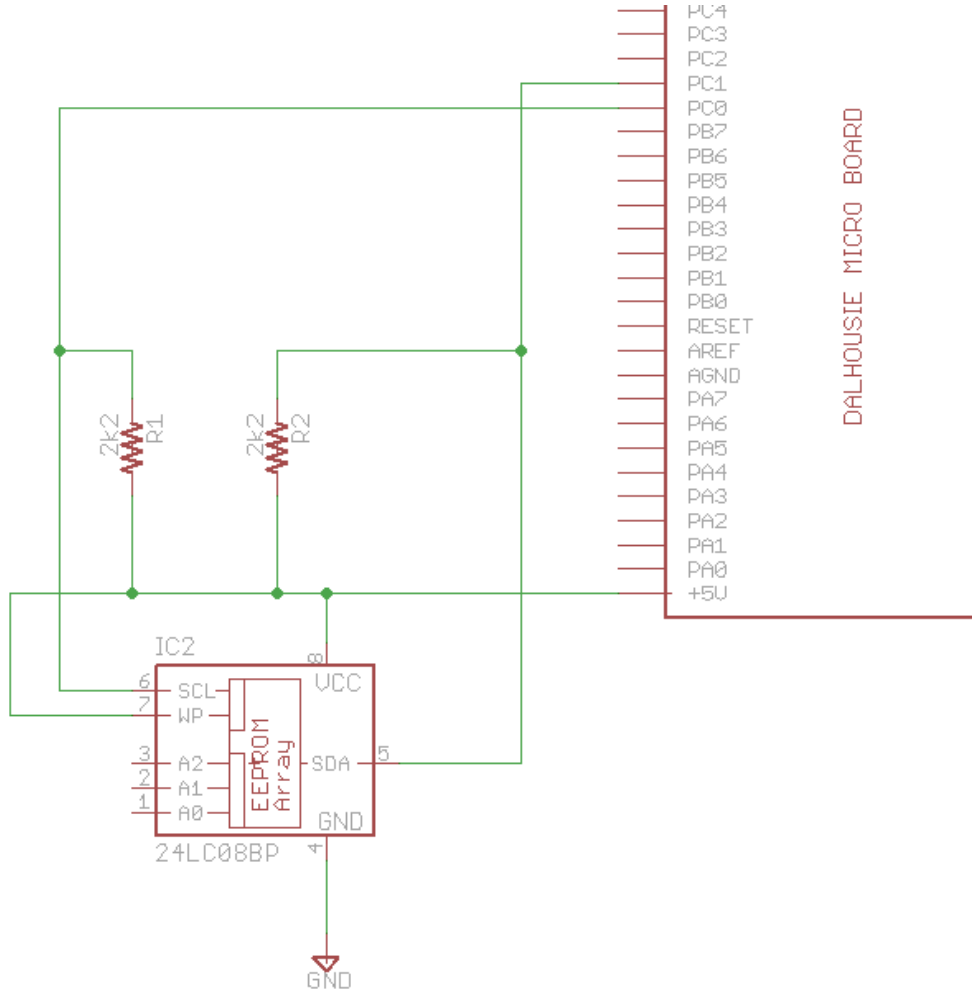 PC4
PC3
PC2
PC1
PC0
PB7
PB6
PB5
PB4
PB3
PB2
PB1
PB0
RESET
AREF
AGND
PA7
PA6
PA5
PA4
PA3
PA2
PA1
PA0
+5V
DALHOUSIE MICRO BOARD
2k2
R1
2k2
R2
IC2
8
VCC
6 SCL
7 WP
3 A2
2 A1
1 A0
EEPROM
Array
SDA 5
GND
4
24LC08BP
GND